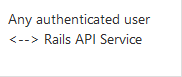 Any authenticated user
<--> Rails API Service